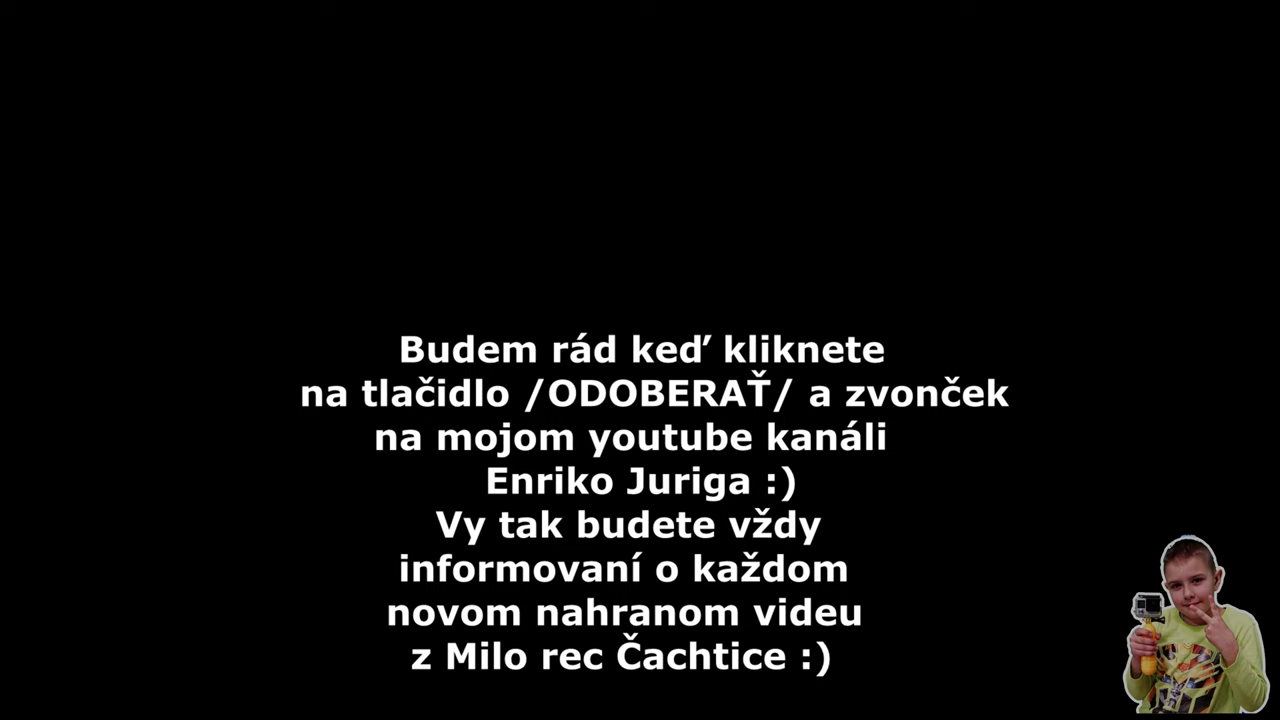 Budem rád keď kliknete
na tlačidlo /ODOBERAŤ/ a zvonček
na mojom youtube kanáli
Enriko Juriga :)
Vy tak budete vždy
informovaní o každom
novom nahranom videu
z Milo rec Čachtice :)